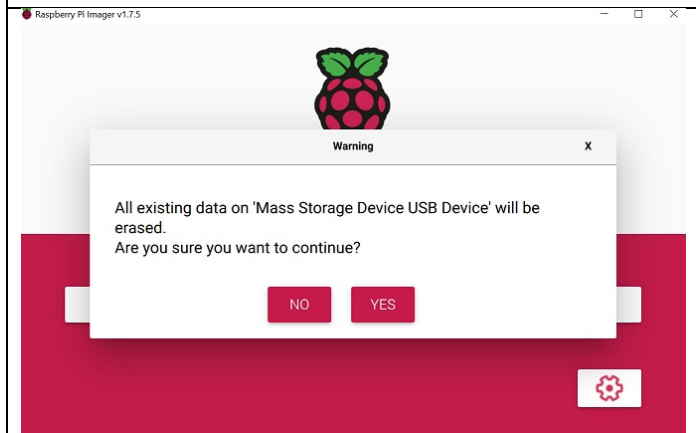 Raspberry Pi Imager v1.7.5
Warning
X
All existing data on 'Mass Storage Device USB Device' will be
erased.
Are you sure you want to continue?
NO
YES